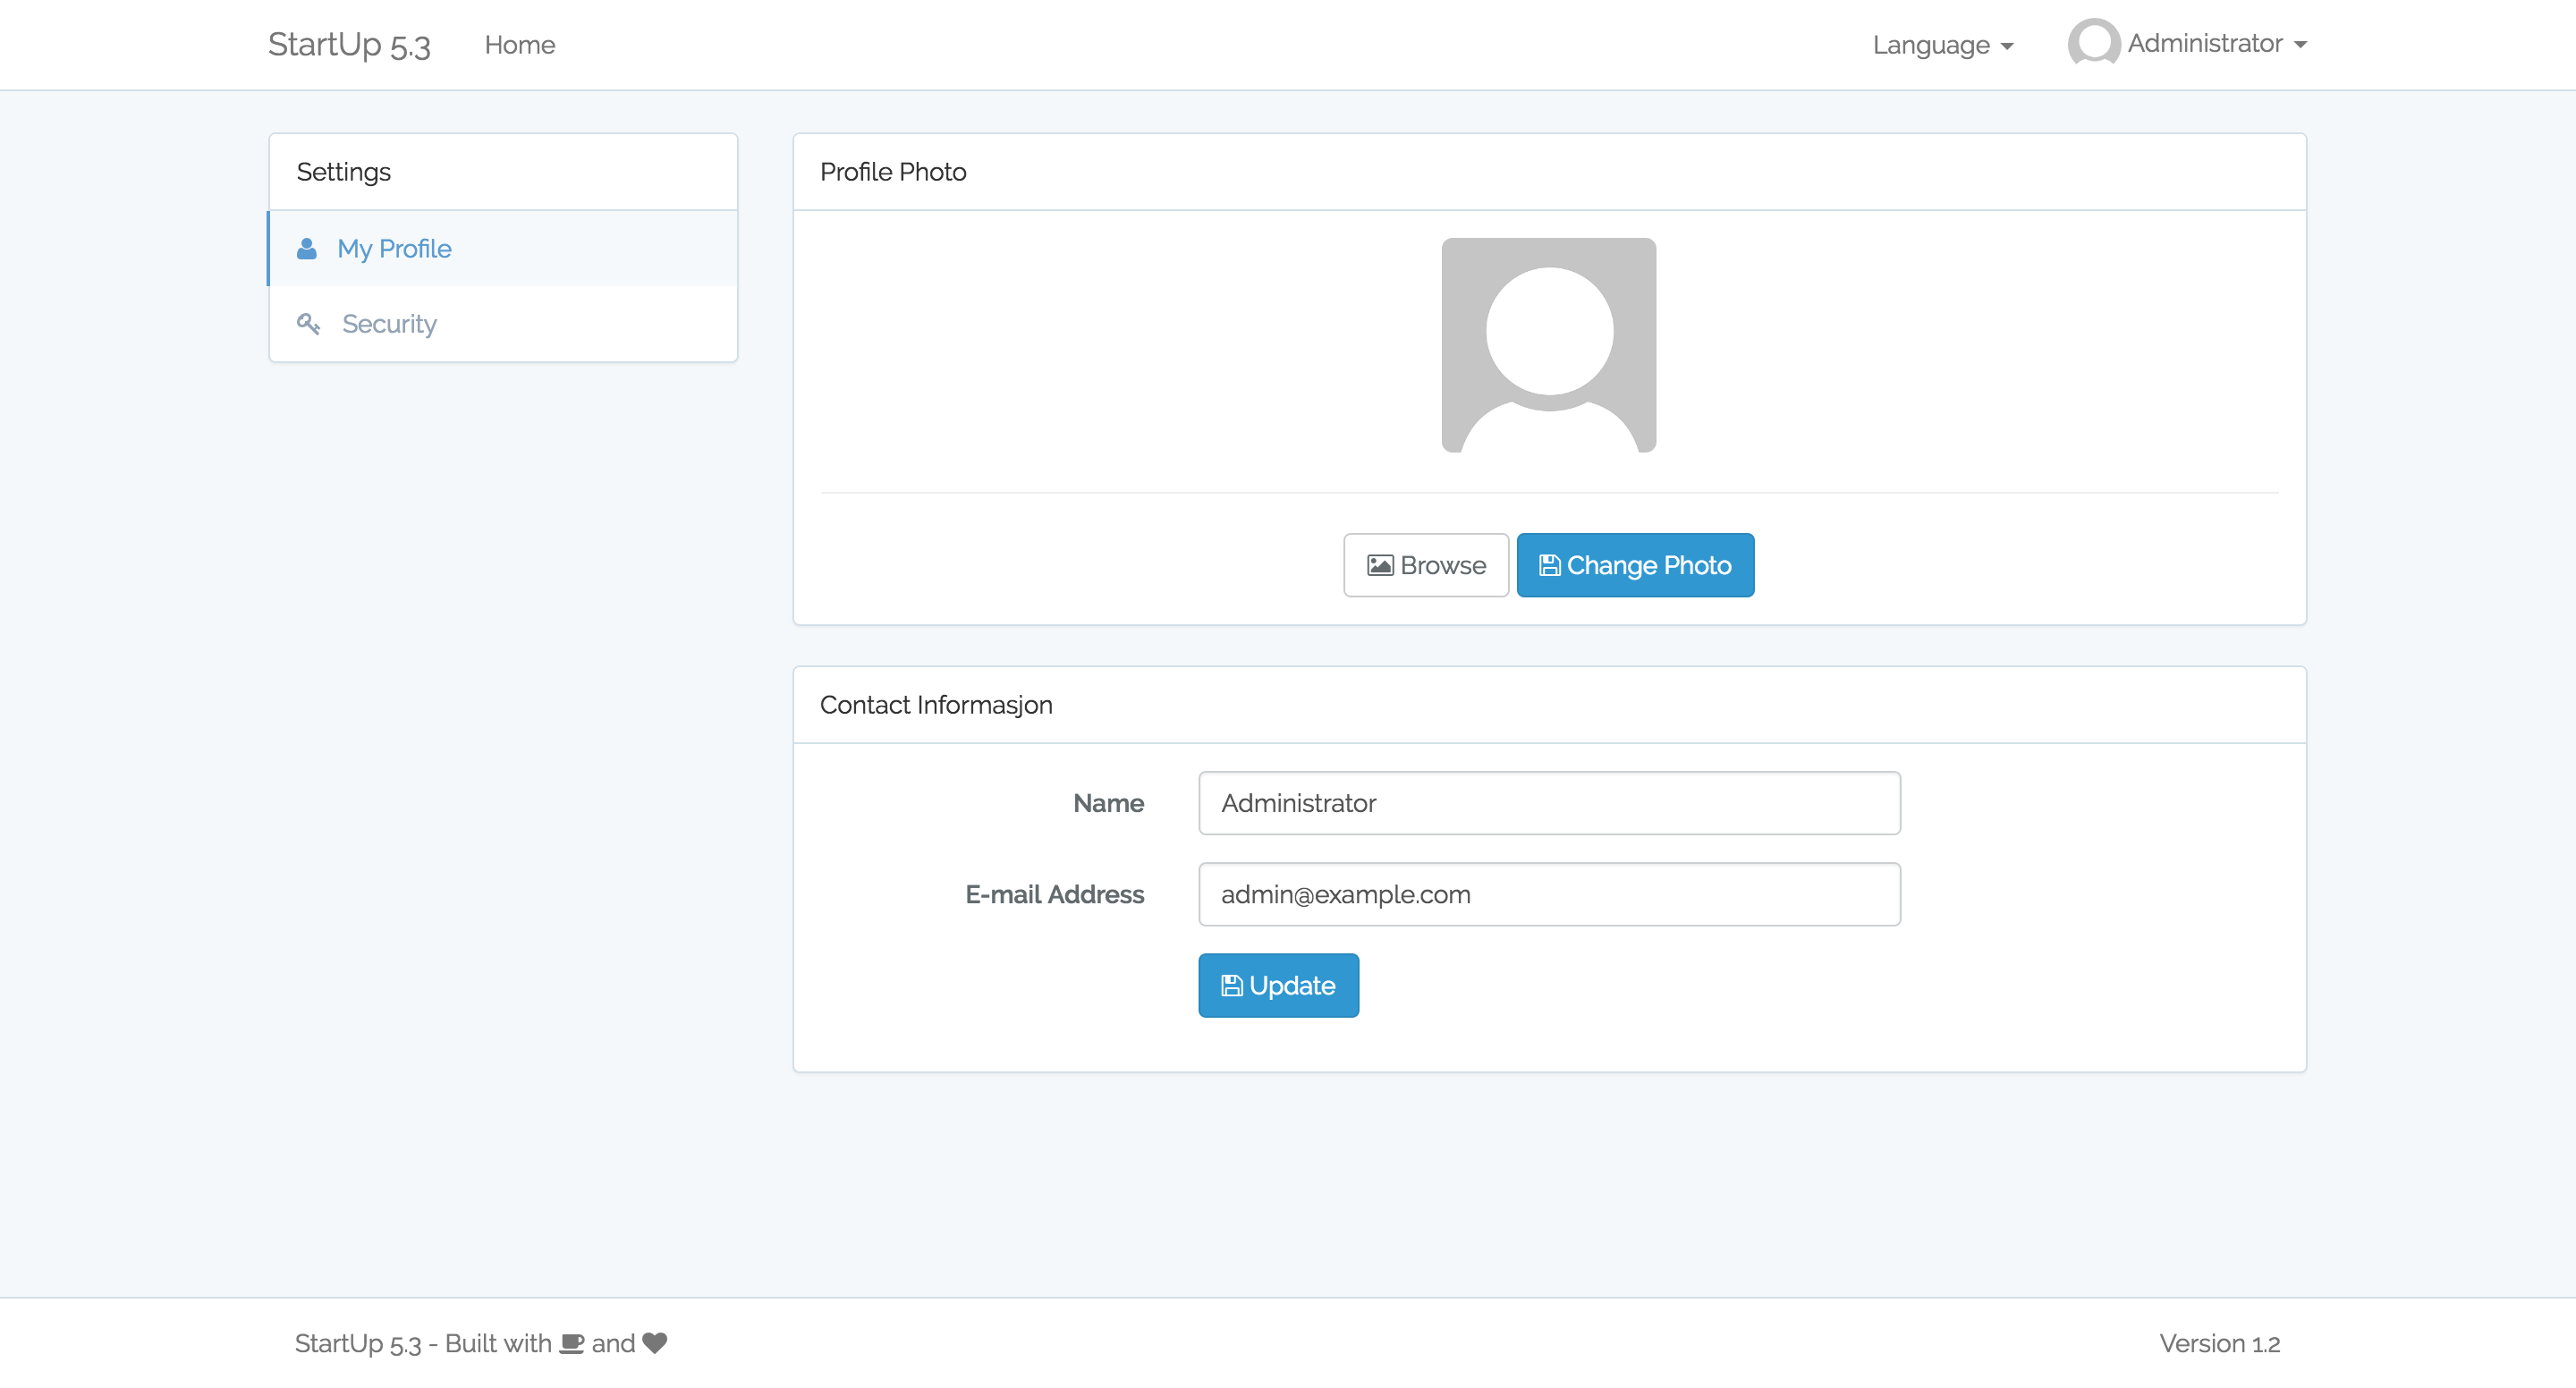 StartUp 5.3 Home Language Administrator
Settings
My Profile
Security
Profile Photo
Browse Change Photo
Contact Informasjon
Name Administrator
E-mail Address admin@example.com
Update
StartUp 5.3 - Built with and
Version 1.2